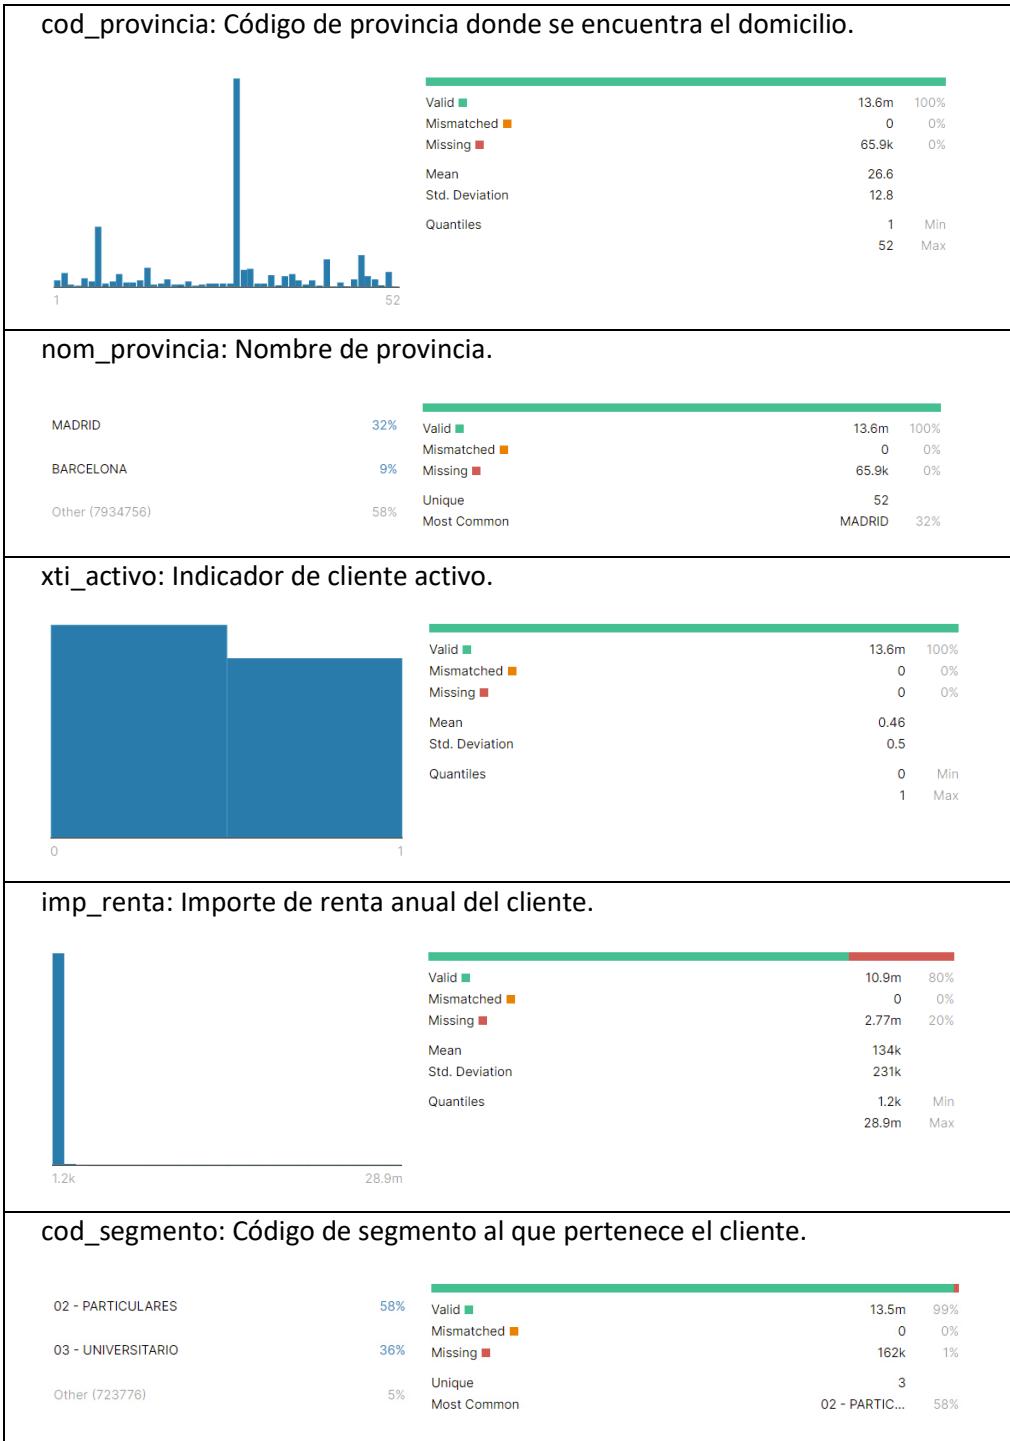 cod_provincia: Código de provincia donde se encuentra el domicilio.
Valid 13.6m 100%
Mismatched 0 0%
Missing 65.9k 0%
Mean 26.6
Std. Deviation 12.8
Quantiles 1 Min
52 Max
1 52
nom_provincia: Nombre de provincia.
MADRID 32%
BARCELONA 9%
Other (7934756) 58%
Valid 13.6m 100%
Mismatched 0 0%
Missing 65.9k 0%
Unique 52
Most Common MADRID 32%
xti_activo: Indicador de cliente activo.
Valid 13.6m 100%
Mismatched 0 0%
Missing 0 0%
Mean 0.46
Std. Deviation 0.5
Quantiles 0 Min
1 Max
0 1
imp_renta: Importe de renta anual del cliente.
Valid 10.9m 80%
Mismatched 0 0%
Missing 2.77m 20%
Mean 134k
Std. Deviation 231k
Quantiles 1.2k Min
28.9m Max
1.2k 28.9m
cod_segmento: Código de segmento al que pertenece el cliente.
02 - PARTICULARES 58%
03 - UNIVERSITARIO 36%
Other (723776) 5%
Valid 13.5m 99%
Mismatched 0 0%
Missing 162k 1%
Unique 3
Most Common 02 - PARTIC... 58%